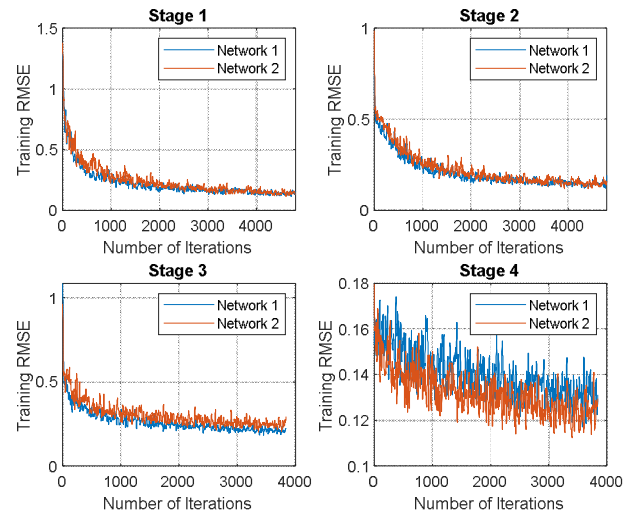 Stage 1
Training RMSE
1.5
1
0.5
0
Network 1
Network 2
0 1000 2000 3000 4000
Number of Iterations
Stage 2
Training RMSE
1
0.5
0
Network 1
Network 2
0 1000 2000 3000 4000
Number of Iterations
Stage 3
Training RMSE
1
0.5
0
Network 1
Network 2
0 1000 2000 3000 4000
Number of Iterations
Stage 4
Training RMSE
0.18
0.16
0.14
0.12
0.1
Network 1
Network 2
0 1000 2000 3000 4000
Number of Iterations